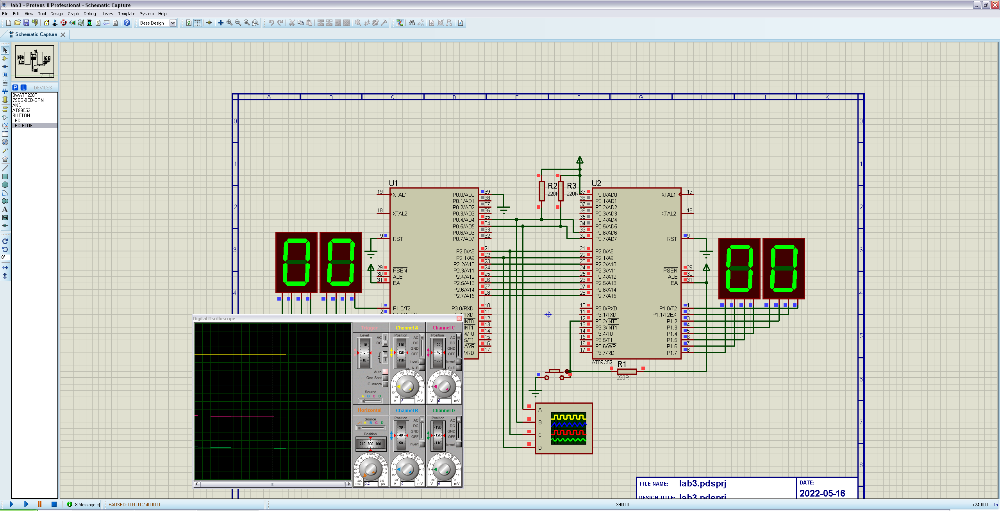 lab3 - Proteus 8 Professional - Schematic Capture
File Edit View Tool Design Graph Debug Library Template System Help
Base Design
Schematic Capture
P L DEVICES
3WATT220R
7SEG-BCD-GRN
AND
AT89C52
BUTTON
LED
LED-BLUE
LBL
A
S
0°
A B C D E F G H J K
0 0
1 1
2 2
3 3
4 4
5 5
6 6
7 7
8 8
U1
19 XTAL1
18 XTAL2
9 RST
29 PSEN
30 ALE
31 EA
1 P1.0/T2
2
P0.0/AD0 39
P0.1/AD1 38
P0.2/AD2 37
P0.3/AD3 36
P0.4/AD4 35
P0.5/AD5 34
P0.6/AD6 33
P0.7/AD7 32
P2.0/A8 21
P2.1/A9 22
P2.2/A10 23
P2.3/A11 24
P2.4/A12 25
P2.5/A13 26
P2.6/A14 27
P2.7/A15 28
P3.0/RXD 10
TXD 11
INT0 12
INT1 13
4/T0 14
5/T1 15
/WR 16
7/RD 17
R2 220R
R3 220R
U2
39 P0.0/AD0
38 P0.1/AD1
37 P0.2/AD2
36 P0.3/AD3
35 P0.4/AD4
34 P0.5/AD5
33 P0.6/AD6
32 P0.7/AD7
21 P2.0/A8
22 P2.1/A9
23 P2.2/A10
24 P2.3/A11
25 P2.4/A12
26 P2.5/A13
27 P2.6/A14
28 P2.7/A15
10 P3.0/RXD
11 P3.1/TXD
12 P3.2/INT0
13 P3.3/INT1
14 P3.4/T0
15 P3.5/T1
16 P3.6/WR
17 P3.7/RD
XTAL1 19
XTAL2 18
RST 9
PSEN 29
ALE 30
EA 31
P1.0/T2 1
P1.1/T2EX 2
P1.2 3
P1.3 4
P1.4 5
P1.5 6
P1.6 7
P1.7 8
AT89C52
R1
220R
00
00
A
B
C
D
Digital Oscilloscope
Trigger
Level
AC
DC
-10
0
10
Auto
One-Shot
Cursors
Source
A B C D
Channel A
Position
AC
DC
GND
OFF
Invert
A+B
110
-120
130
V 5 mV
Channel C
Position
AC
DC
GND
OFF
Invert
C+D
-50
-40
-30
V 5 mV
Horizontal
Source
A B C D
Position
210 200 190
ms 0.2 µs
Channel B
Position
AC
DC
GND
OFF
Invert
30
40
50
V 5 mV
Channel D
Position
AC
DC
GND
OFF
Invert
-130
-120
-110
V 5 mV
FILE NAME: lab3.pdsprj
DESIGN TITLE: lab3.pdsprj
DATE:
2022-05-16
8 Message(s)
PAUSED: 00:00:02.400000
-3900.0
+2400.0 th